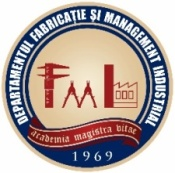 DEPARTAMENTUL FABRICAȚIE ȘI MANAGEMENT INDUSTRIAL
FMI
academia magistra vitae
1969